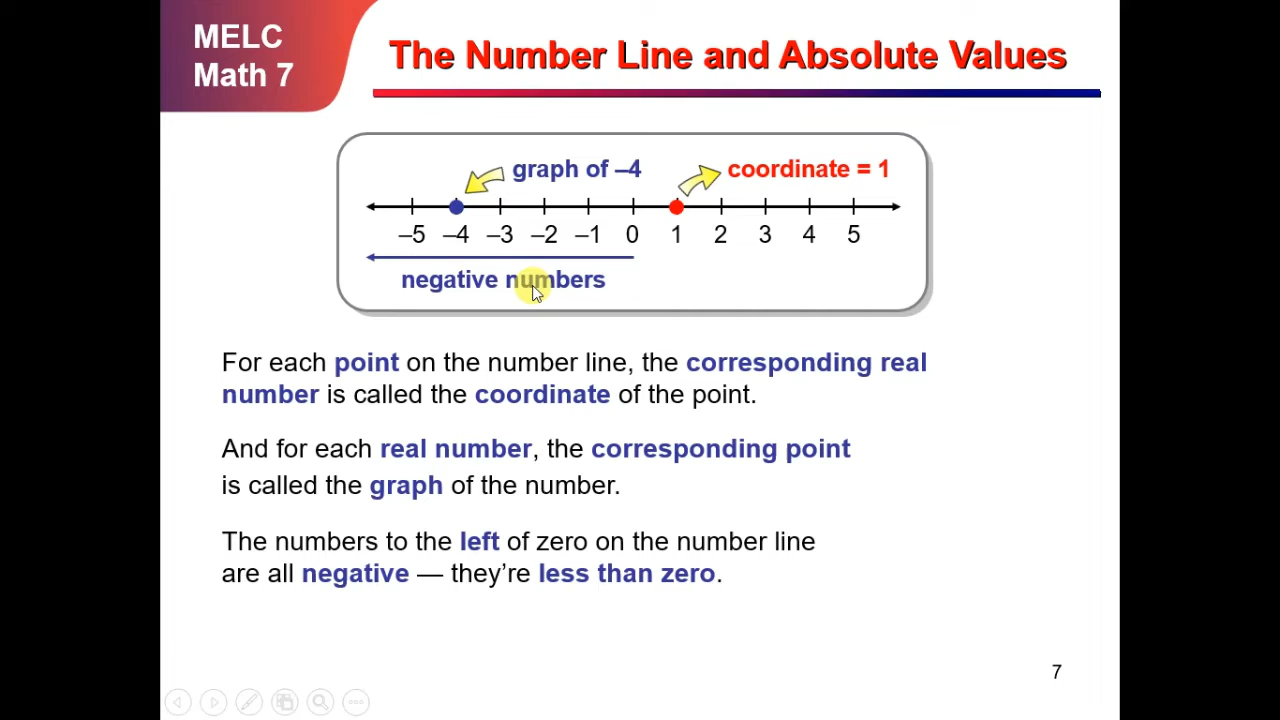 MELC
Math 7
The Number Line and Absolute Values
graph of –4
coordinate = 1
–5 –4 –3 –2 –1 0 1 2 3 4 5
negative numbers
For each point on the number line, the corresponding real
number is called the coordinate of the point.
And for each real number, the corresponding point
is called the graph of the number.
The numbers to the left of zero on the number line
are all negative — they’re less than zero.
7